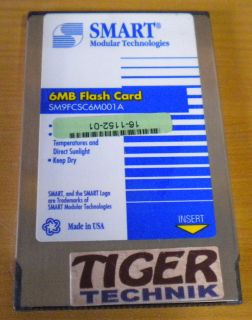 SMART®
Modular Technologies
6MB Flash Card
SM9FCSC6M001A
16-1152-01
Temperatures and
Direct Sunlight
• Keep Dry
SMART, and the SMART Logo
are Trademarks of
SMART Modular Technologies
Made in USA
INSERT
TIGER
TECHNIK